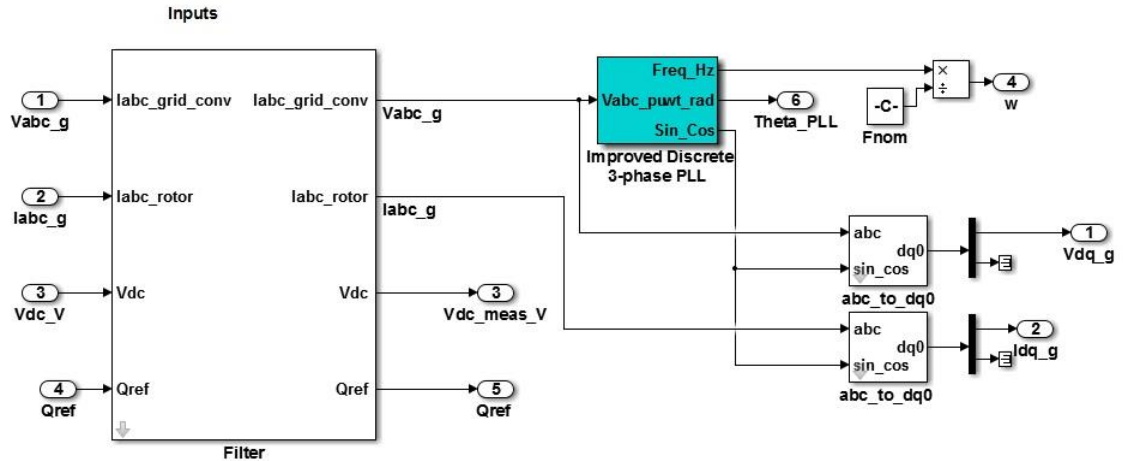 Inputs
1
Vabc_g
2
Iabc_g
3
Vdc_V
4
Qref
Iabc_grid_conv
Iabc_grid_conv
Iabc_rotor
Iabc_rotor
Vdc
Vdc
Qref
Qref
Filter
Vabc_g
Iabc_g
3
Vdc_meas_V
5
Qref
Freq_Hz
Vabc_puwt_rad
Sin_Cos
Improved Discrete
3-phase PLL
6
Theta_PLL
-C-
Fnom
×
÷
4
w
abc
dq0
sin_cos
abc_to_dq0
1
Vdq_g
abc
dq0
sin_cos
abc_to_dq0
2
Idq_g